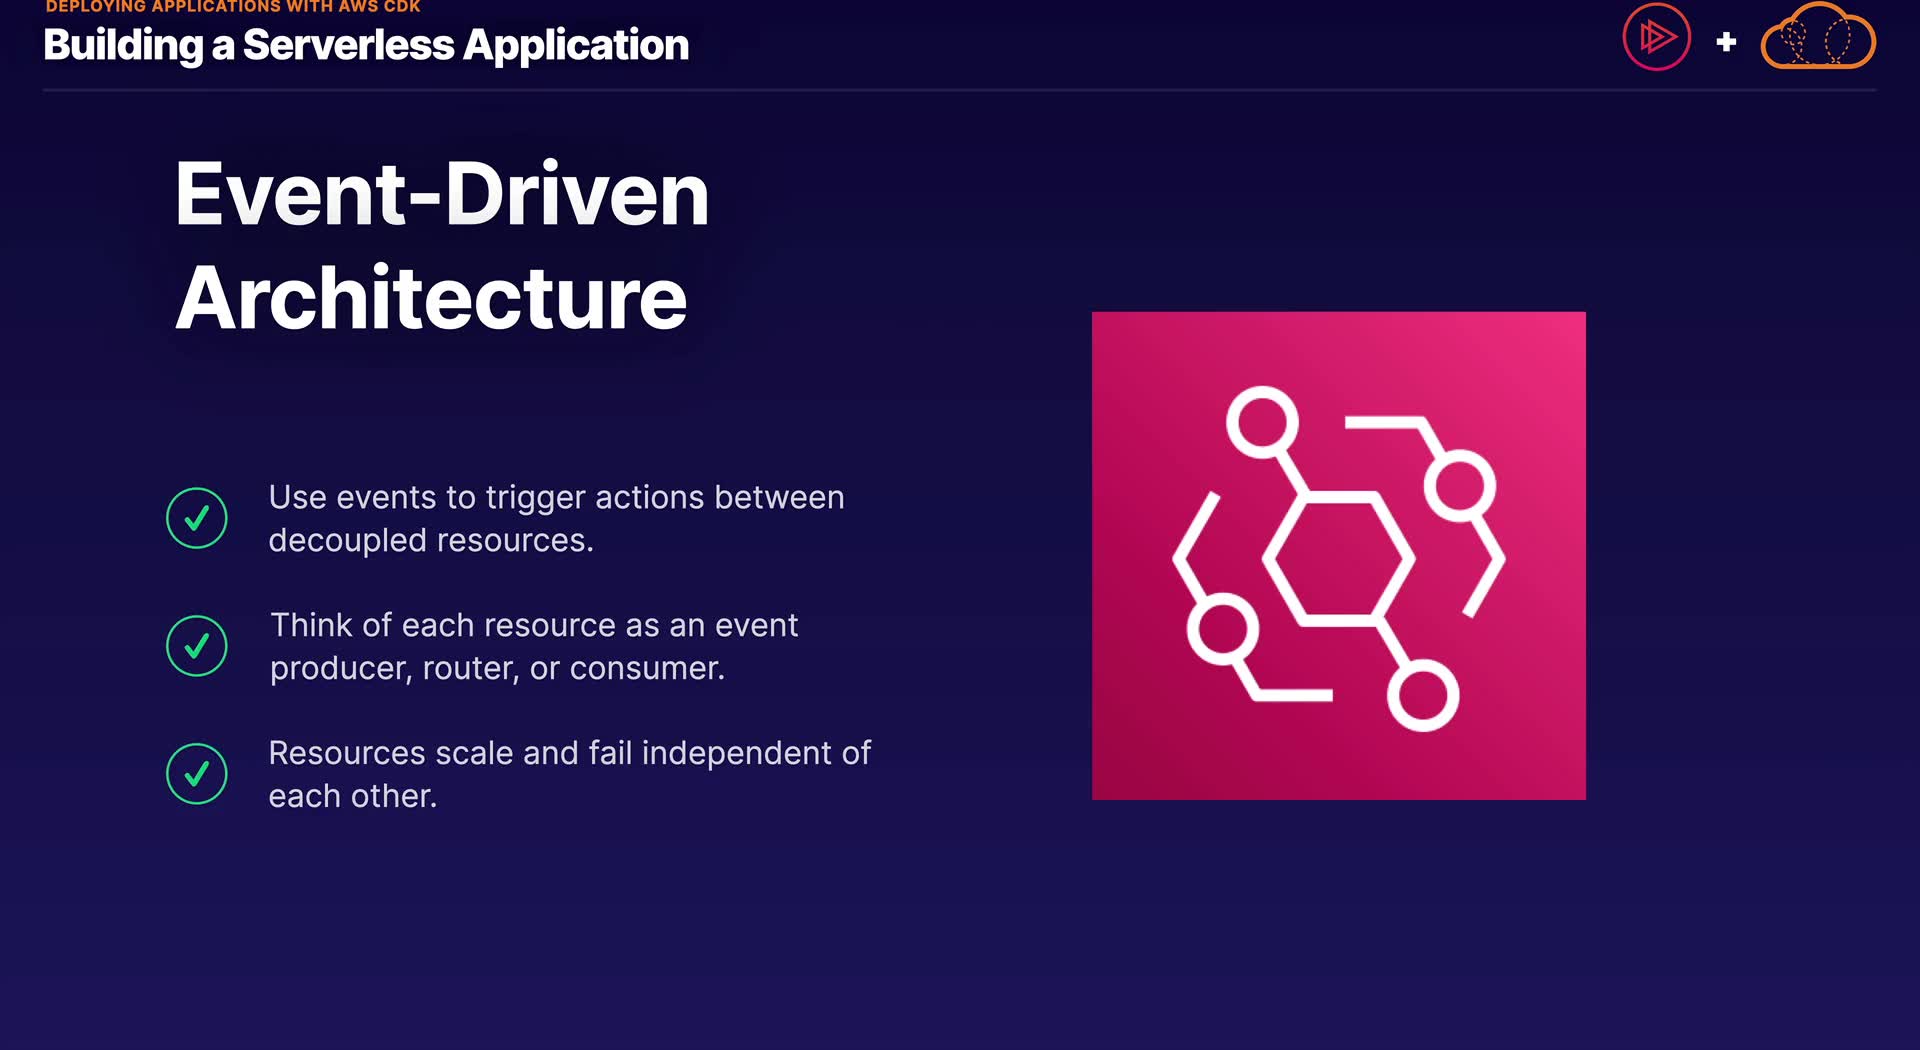 DEPLOYING APPLICATIONS WITH AWS CDK
Building a Serverless Application
Event-Driven
Architecture
Use events to trigger actions between
decoupled resources.
Think of each resource as an event
producer, router, or consumer.
Resources scale and fail independent of
each other.